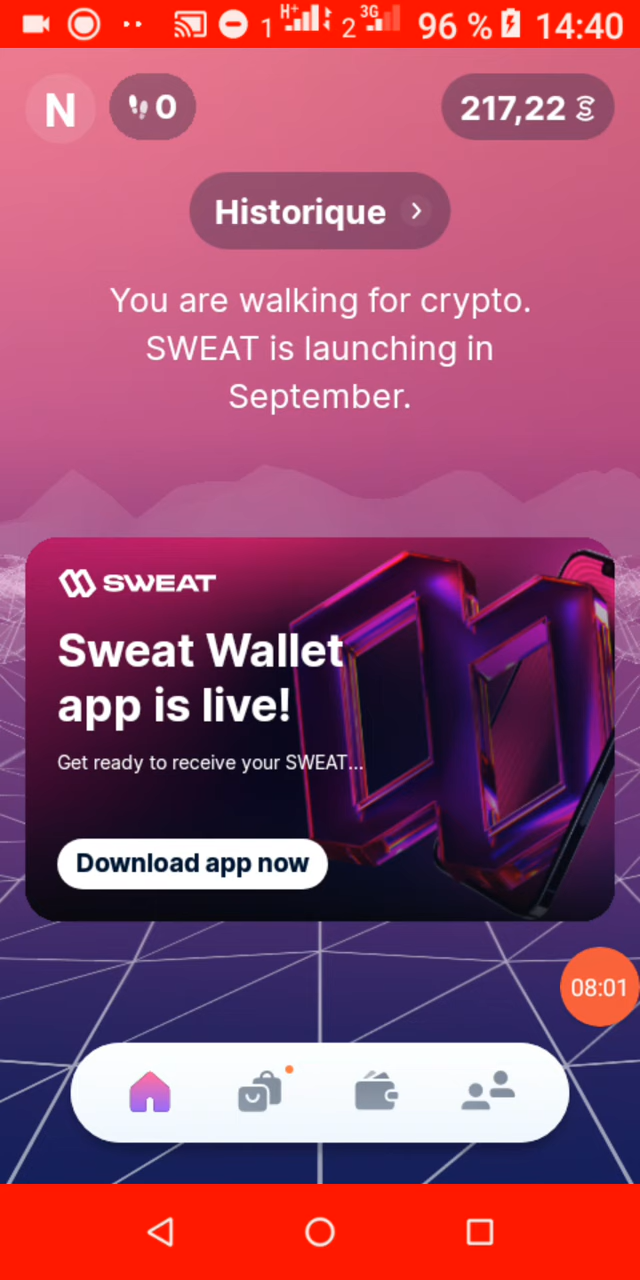 1 H+ 2 3G 96 % 14:40
N 0 217,22
Historique
You are walking for crypto.
SWEAT is launching in
September.
SWEAT
Sweat Wallet
app is live!
Get ready to receive your SWEAT...
Download app now
08:01